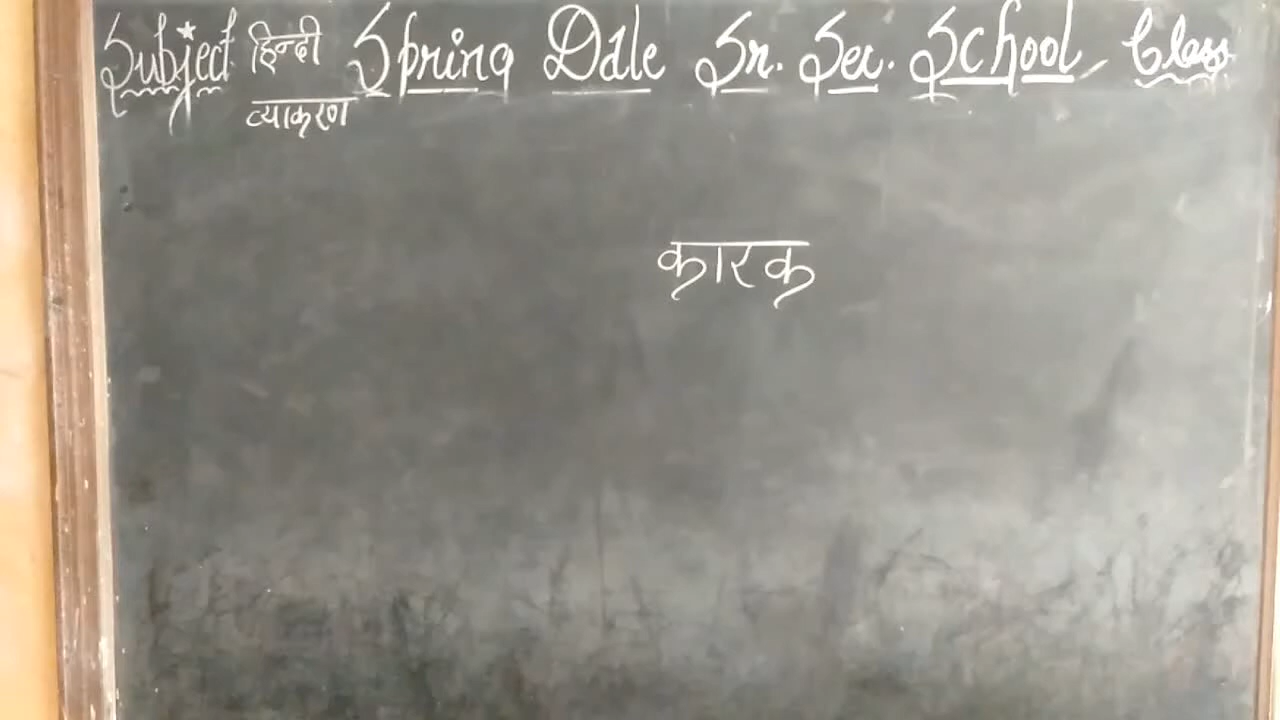 Subject हिन्दी Spring Dale Sr. Sec. School, Class
व्याकरण
कारक